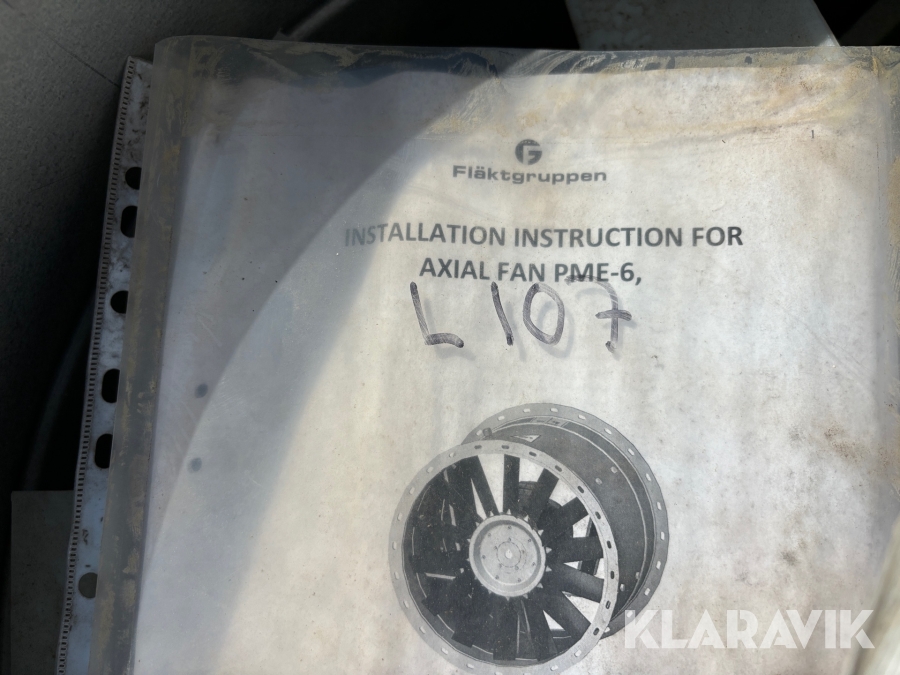 Fläktgruppen
INSTALLATION INSTRUCTION FOR
AXIAL FAN PME-6,
L107
KLARAVIK